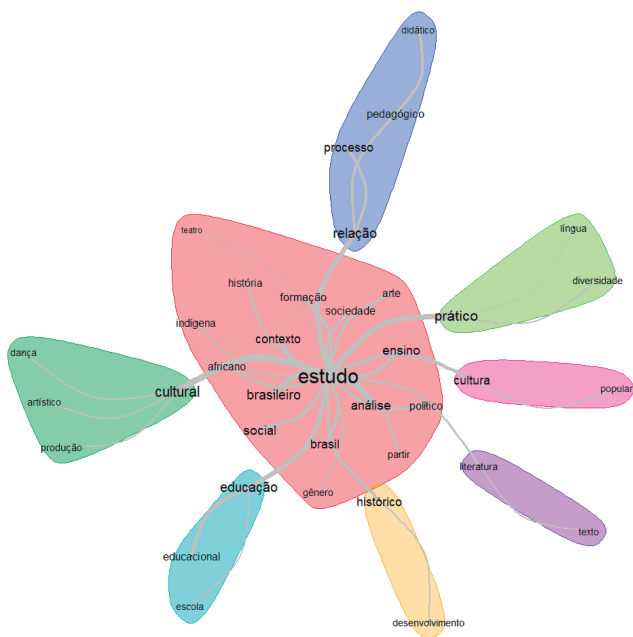 didático
pedagógico
processo
relação
teatro
língua
história
arte
diversidade
formação
sociedade
indígena
prático
contexto
ensino
dança
africano
estudo
cultura
cultural
popular
brasileiro
artístico
análise
político
social
brasil
produção
partir
literatura
educação
gênero
histórico
texto
educacional
escola
desenvolvimento